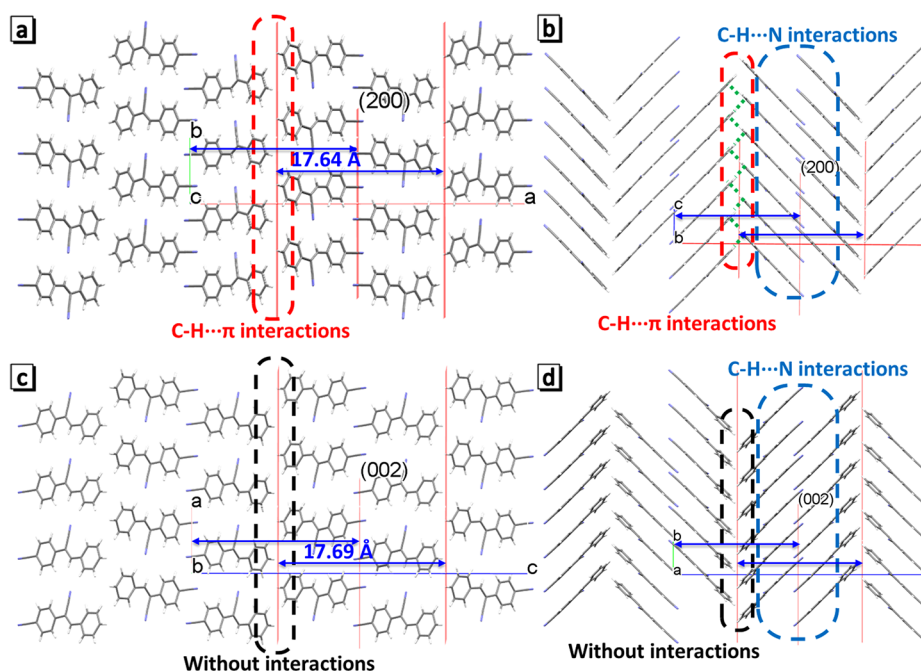 a
b
(200)
17.64 Å
c
a
C-H···π interactions
b
C-H···N interactions
(200)
c
b
C-H···π interactions
c
(002)
a
17.69 Å
b
c
Without interactions
d
C-H···N interactions
(002)
b
a
Without interactions